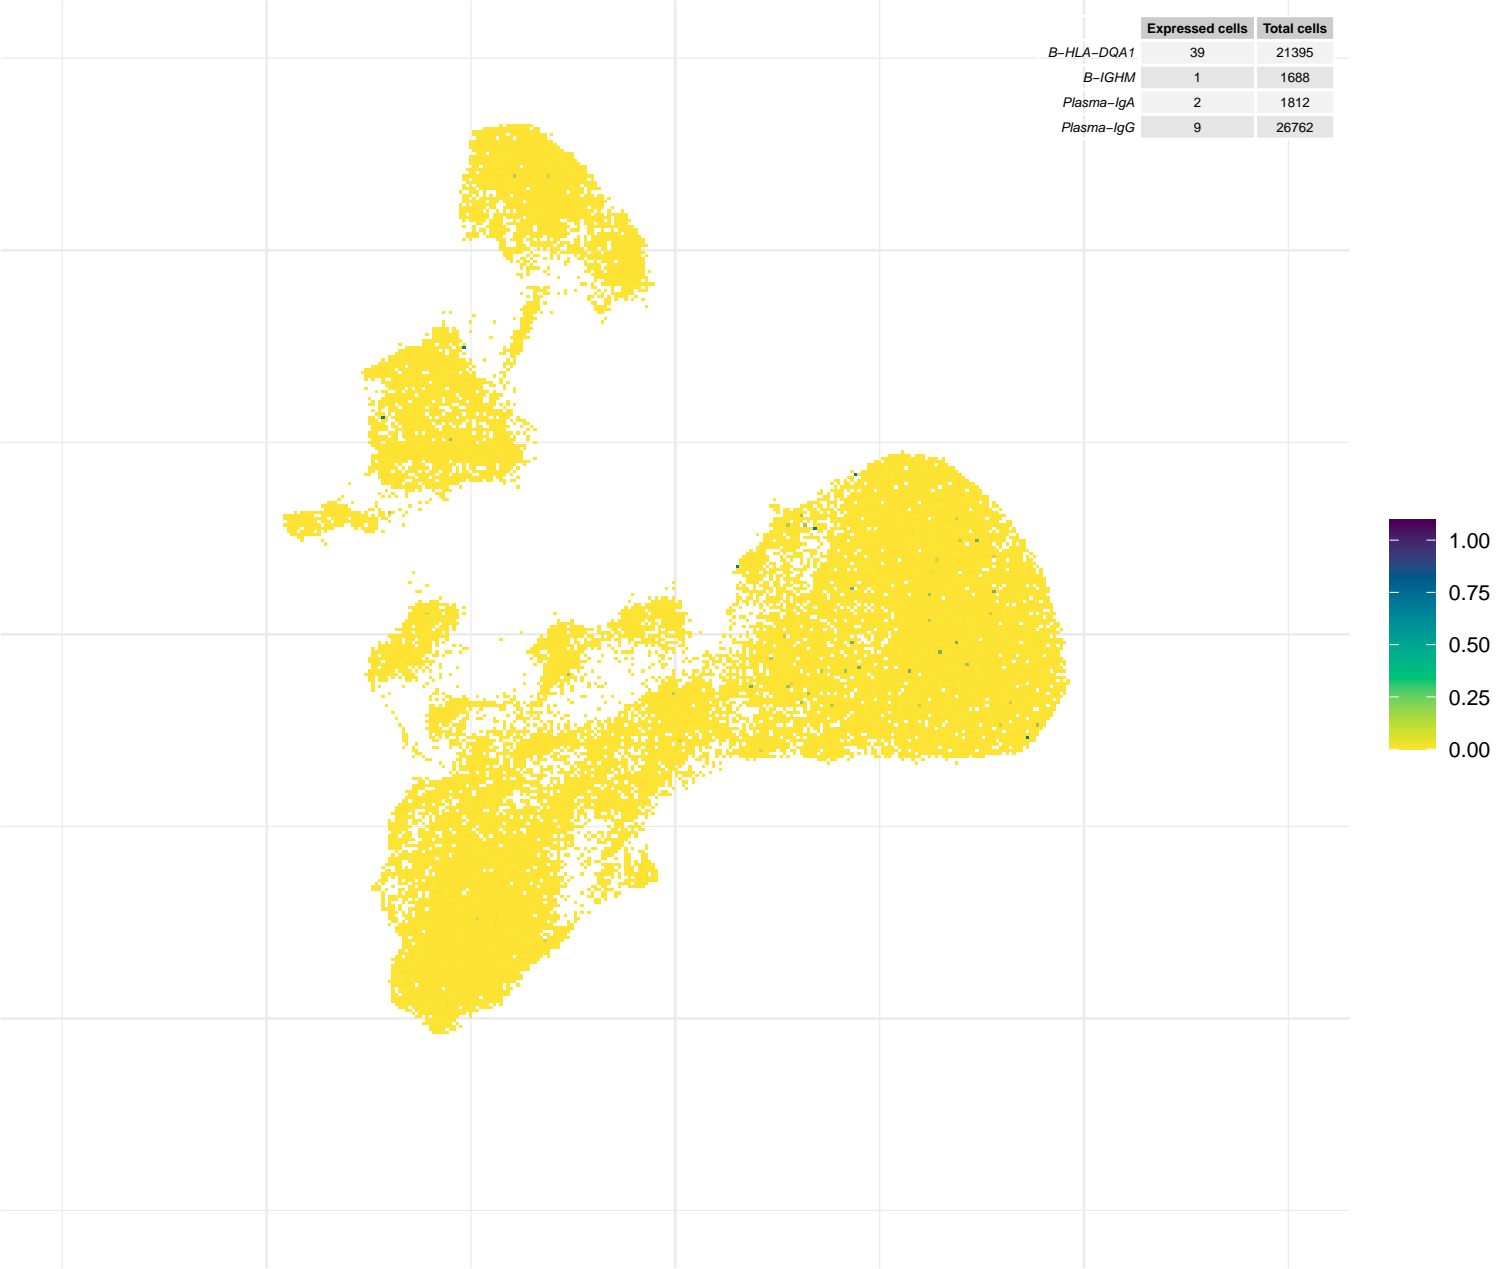 Expressed cells Total cells
B−HLA−DQA1 39 21395
B−IGHM 1 1688
Plasma−IgA 2 1812
Plasma−IgG 9 26762
1.00
0.75
0.50
0.25
0.00